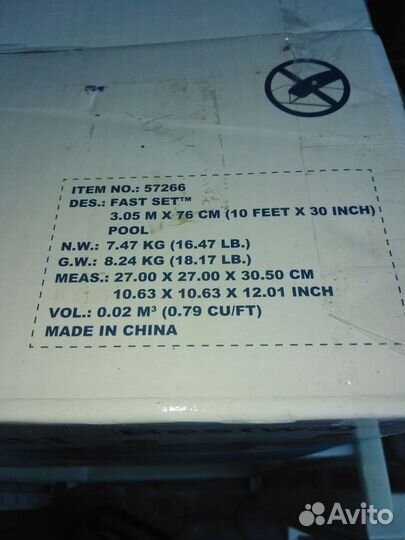 ITEM NO.: 57266
DES.: FAST SET™
3.05 M X 76 CM (10 FEET X 30 INCH)
POOL
N.W.: 7.47 KG (16.47 LB.)
G.W.: 8.24 KG (18.17 LB.)
MEAS.: 27.00 X 27.00 X 30.50 CM
10.63 X 10.63 X 12.01 INCH
VOL.: 0.02 M³ (0.79 CU/FT)
MADE IN CHINA
Avito